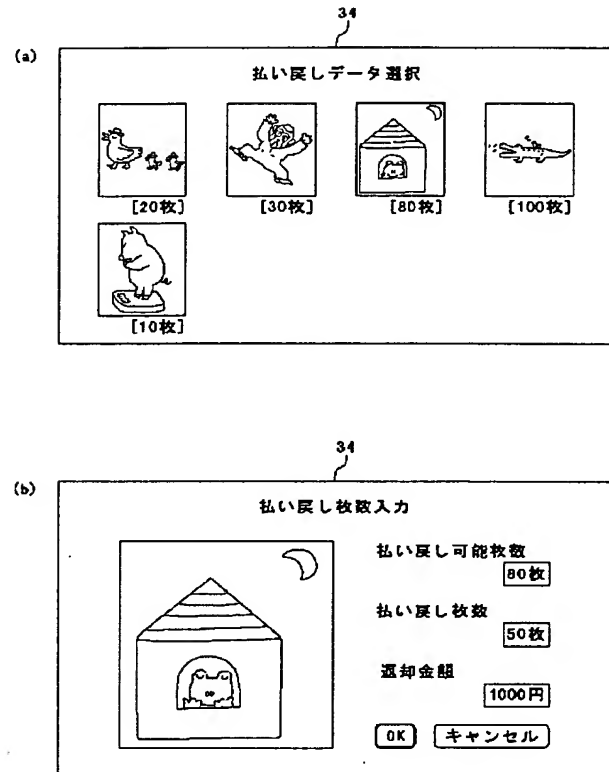 34
(a)
払い戻しデータ選択
[20枚] [30枚] [80枚] [100枚]
[10枚]
34
(b)
払い戻し枚数入力
払い戻し可能枚数
80枚
払い戻し枚数
50枚
返却金額
1000円
OK キャンセル